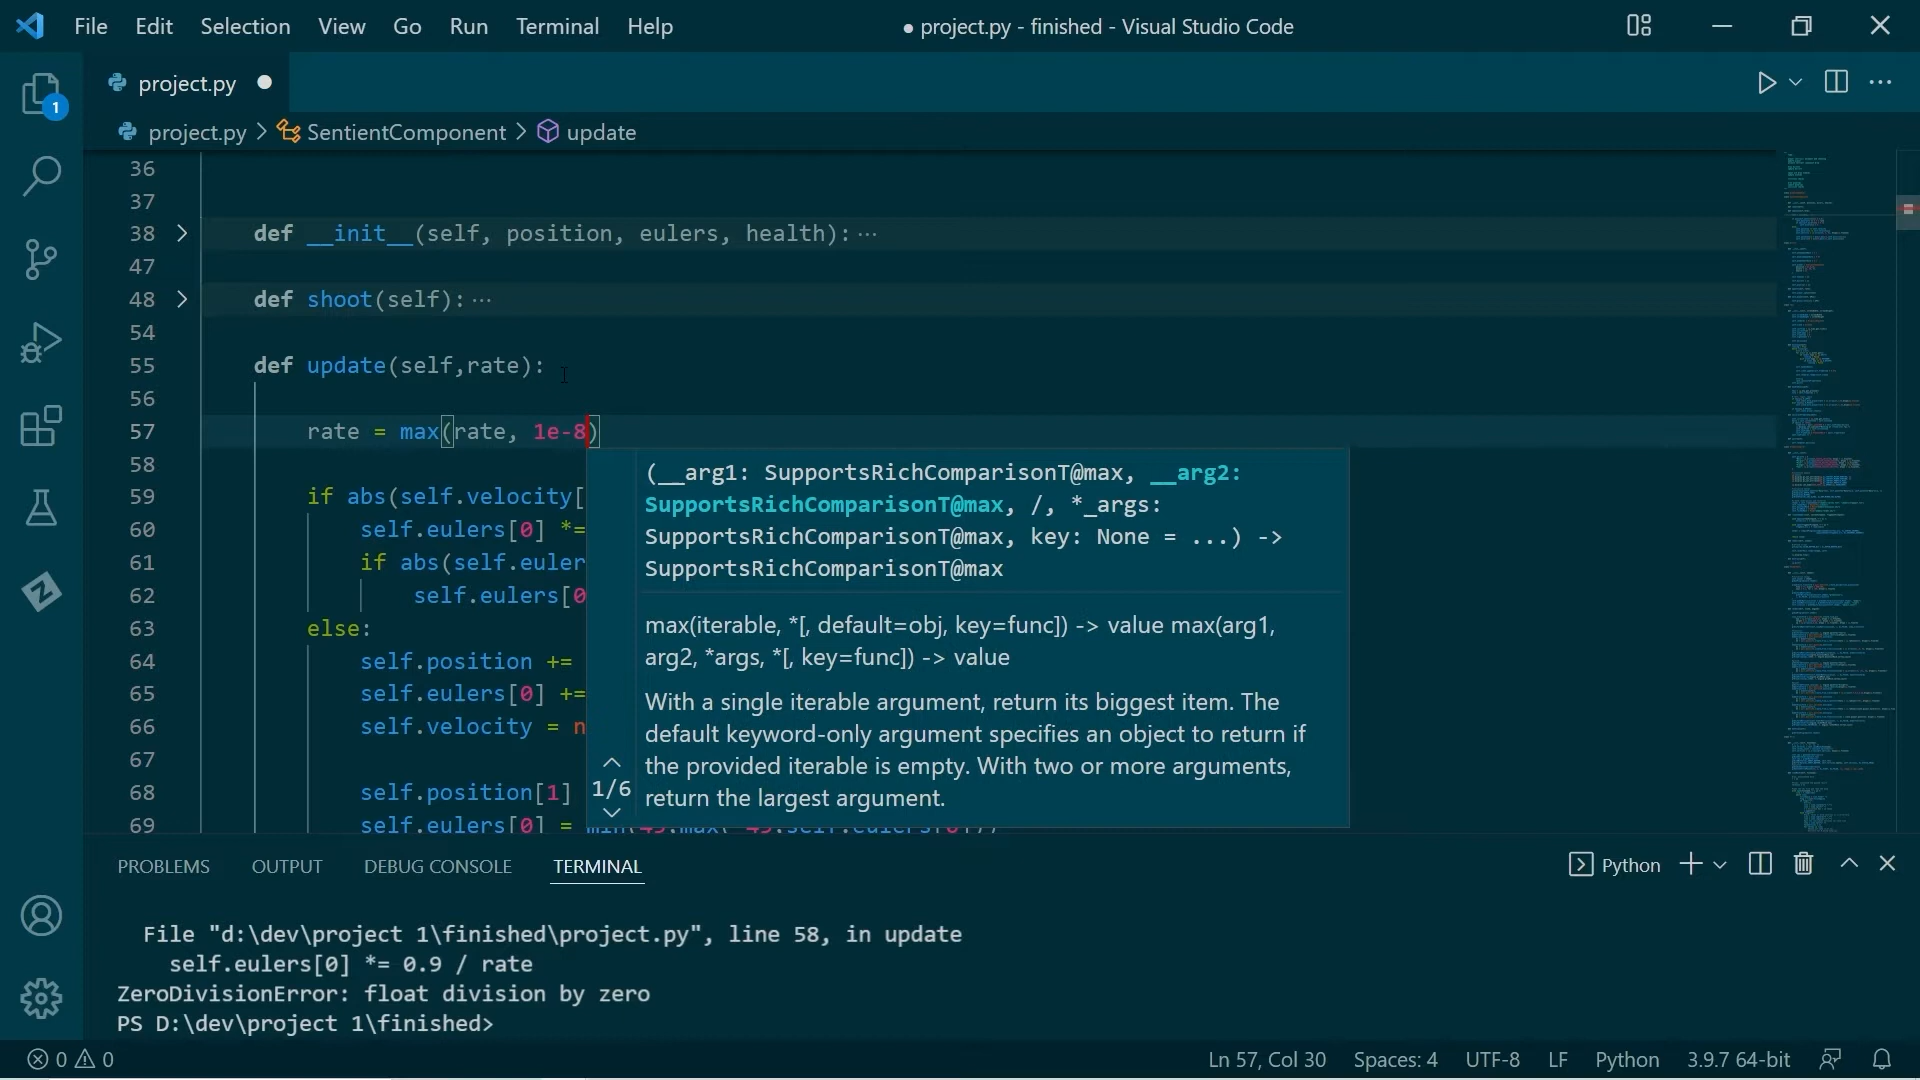 File Edit Selection View Go Run Terminal Help
● project.py - finished - Visual Studio Code
project.py
project.py > SentientComponent > update
1
36
37
38 def __init__(self, position, eulers, health):···
47
48 def shoot(self):···
54
55 def update(self,rate):
56
57 rate = max(rate, 1e-8)
58
59 if abs(self.velocity[
60 self.eulers[0] *=
61 if abs(self.euler
62 self.eulers[0
63 else:
64 self.position +=
65 self.eulers[0] +=
66 self.velocity = n
67
68 self.position[1]
69 self.eulers[0] = min(45,max(-45,self.eulers[0]))
(__arg1: SupportsRichComparisonT@max, __arg2:
SupportsRichComparisonT@max, /, *_args:
SupportsRichComparisonT@max, key: None = ...) ->
SupportsRichComparisonT@max
max(iterable, *[, default=obj, key=func]) -> value max(arg1,
arg2, *args, *[, key=func]) -> value
With a single iterable argument, return its biggest item. The
default keyword-only argument specifies an object to return if
the provided iterable is empty. With two or more arguments,
return the largest argument.
1/6
PROBLEMS OUTPUT DEBUG CONSOLE TERMINAL
Python
File "d:\dev\project 1\finished\project.py", line 58, in update
self.eulers[0] *= 0.9 / rate
ZeroDivisionError: float division by zero
PS D:\dev\project 1\finished>
0 0
Ln 57, Col 30 Spaces: 4 UTF-8 LF Python 3.9.7 64-bit